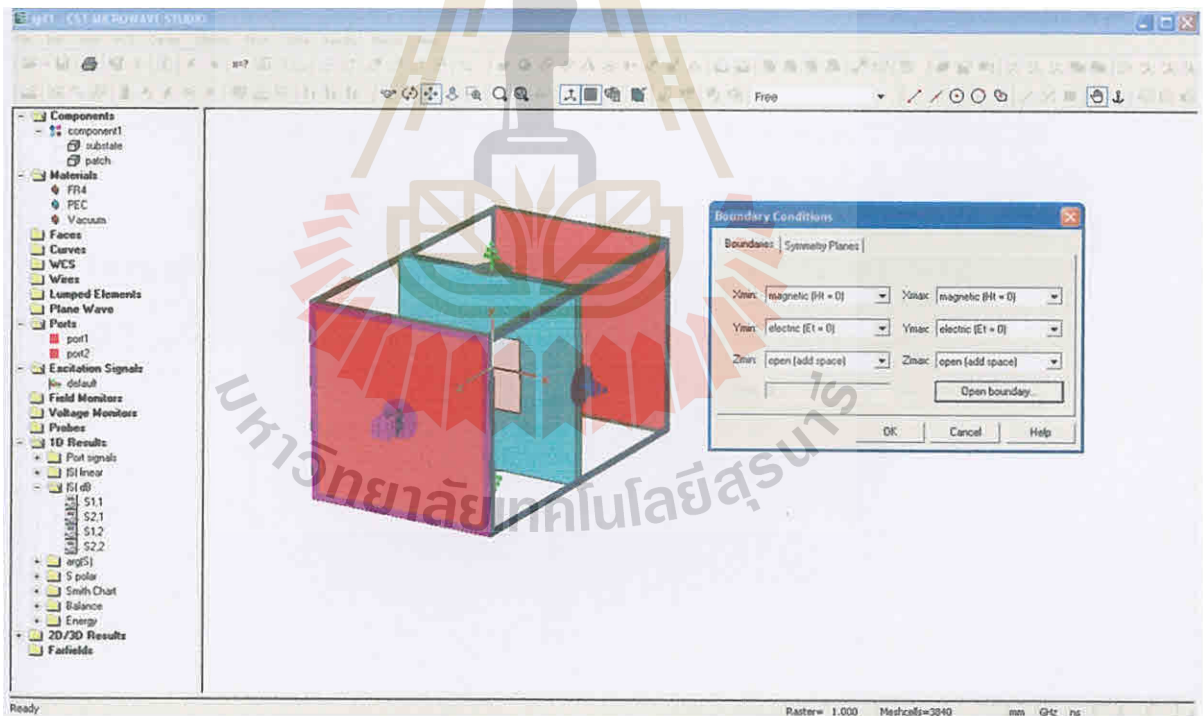 CST MICROWAVE STUDIO
Free
Components
component1
substate
patch
Materials
FR4
PEC
Vacuum
Faces
Curves
WCS
Wires
Lumped Elements
Plane Wave
Ports
port1
port2
Excitation Signals
default
Field Monitors
Voltage Monitors
Probes
1D Results
Port signals
|S| linear
|S| dB
S1,1
S2,1
S1,2
S2,2
arg(S)
S polar
Smith Chart
Balance
Energy
2D/3D Results
Farfields
Boundary Conditions
Boundaries Symmetry Planes
Xmin: magnetic (Ht = 0) Xmax: magnetic (Ht = 0)
Ymin: electric (Et = 0) Ymax: electric (Et = 0)
Zmin: open (add space) Zmax: open (add space)
Open boundary...
OK Cancel Help
มหาวิทยาลัยเทคโนโลยีสุรนารี
Ready Raster= 1.000 Meshcells=3840 mm GHz ns